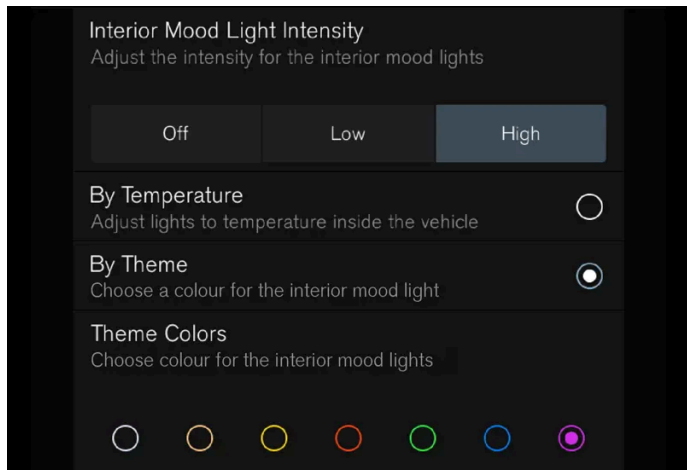 Interior Mood Light Intensity
Adjust the intensity for the interior mood lights
Off Low High
By Temperature
Adjust lights to temperature inside the vehicle
By Theme
Choose a colour for the interior mood light
Theme Colors
Choose colour for the interior mood lights